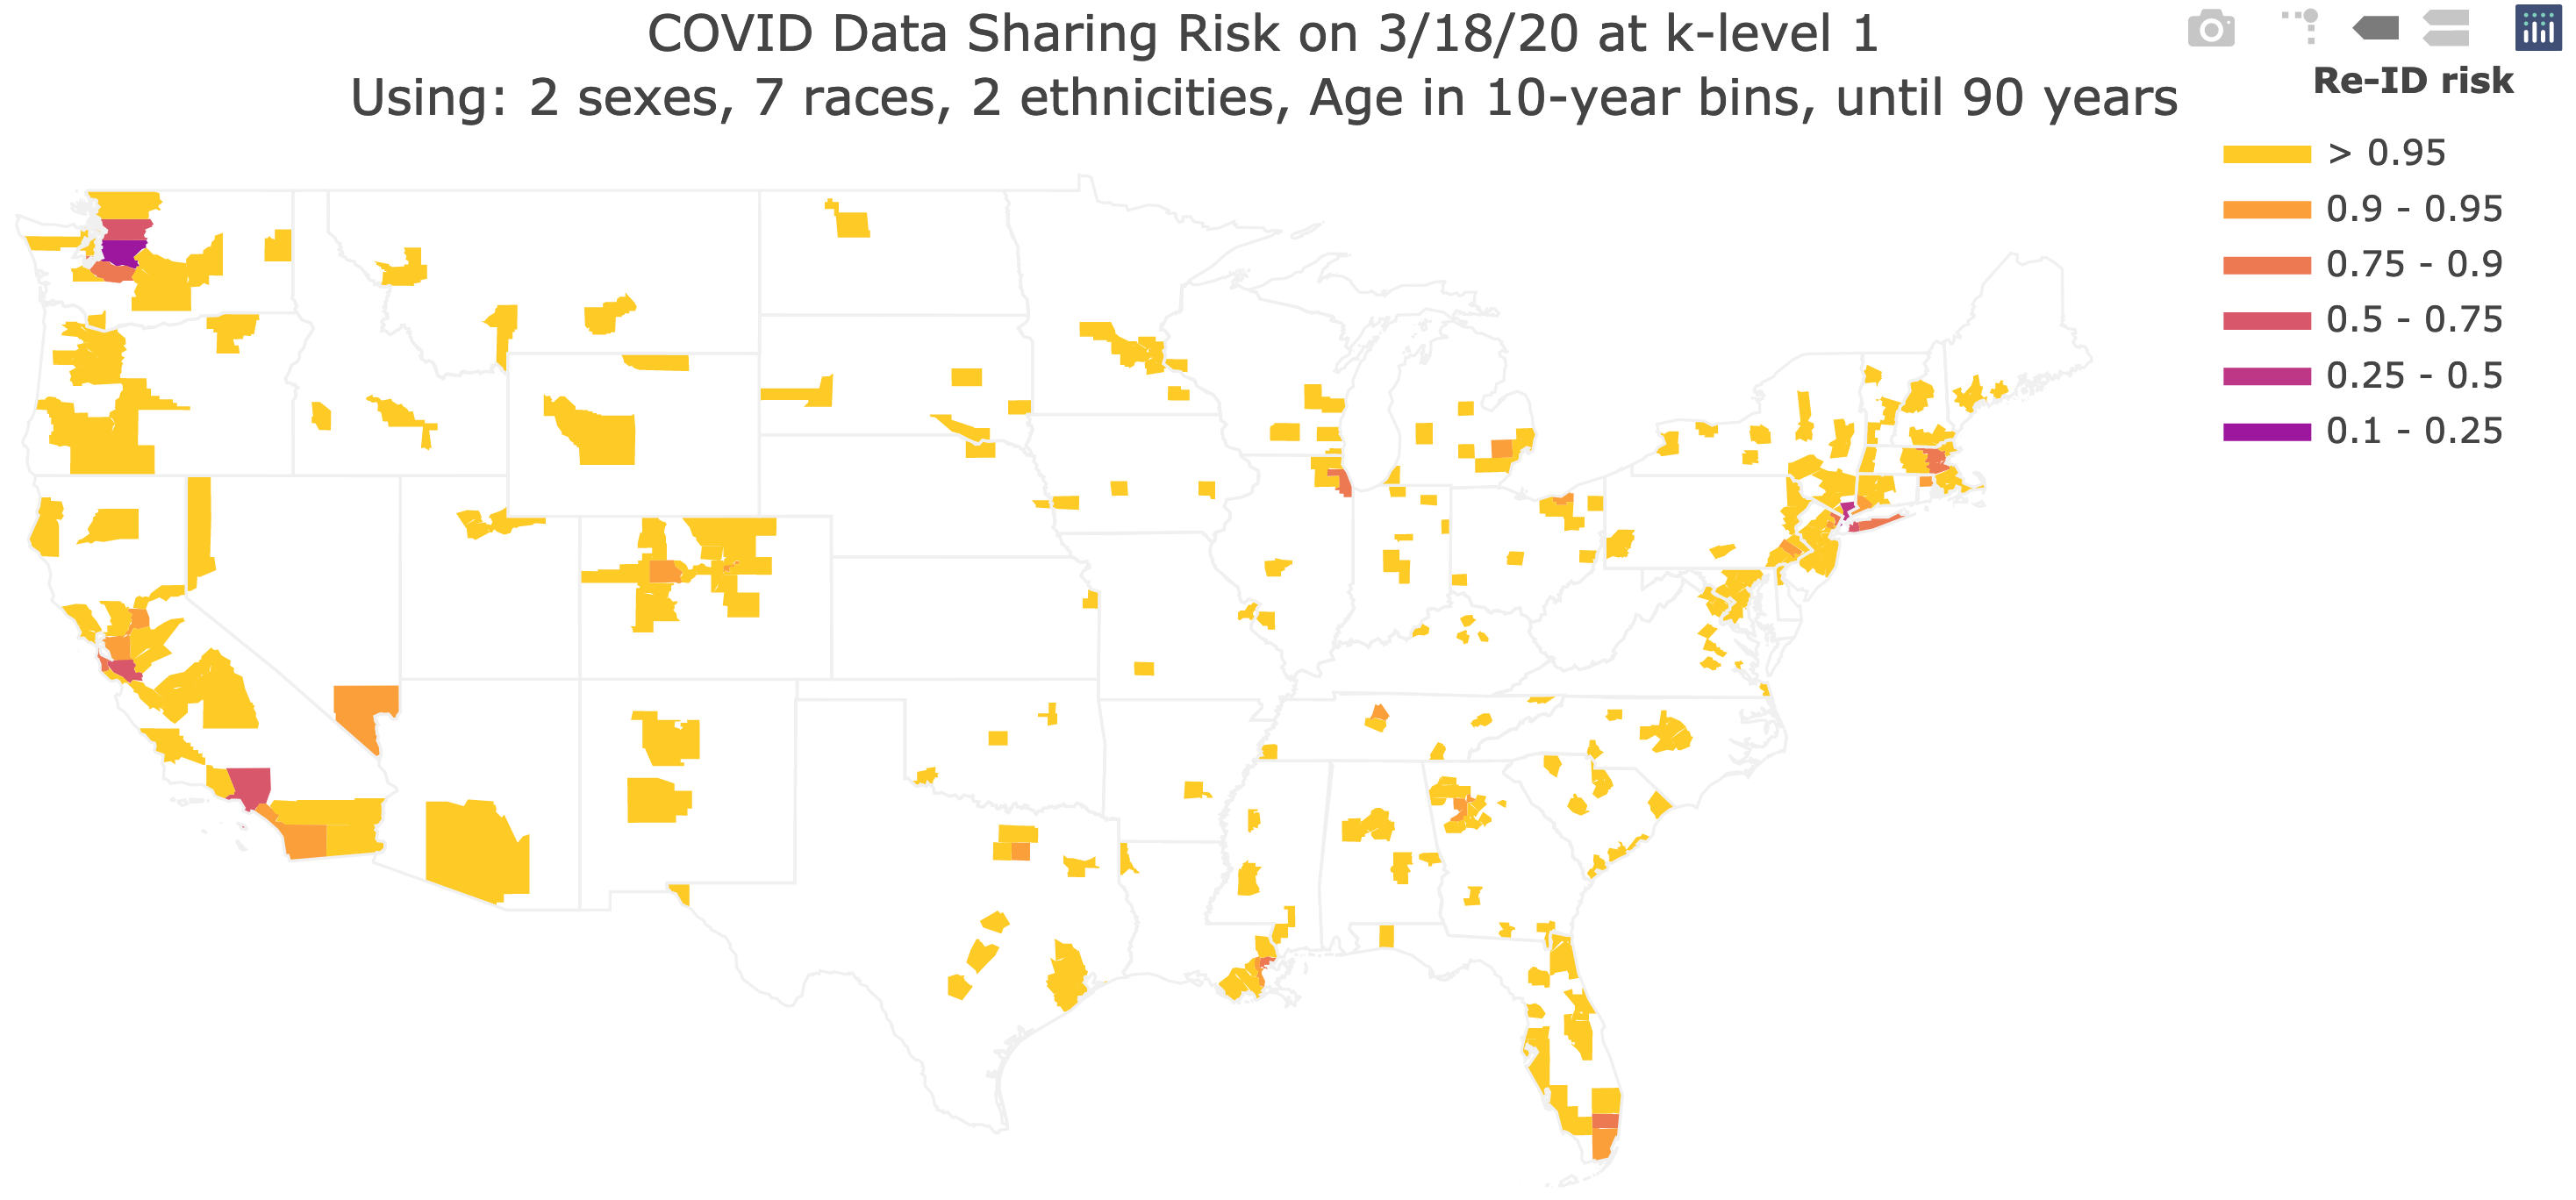 COVID Data Sharing Risk on 3/18/20 at k-level 1
Using: 2 sexes, 7 races, 2 ethnicities, Age in 10-year bins, until 90 years
Re-ID risk
> 0.95
0.9 - 0.95
0.75 - 0.9
0.5 - 0.75
0.25 - 0.5
0.1 - 0.25